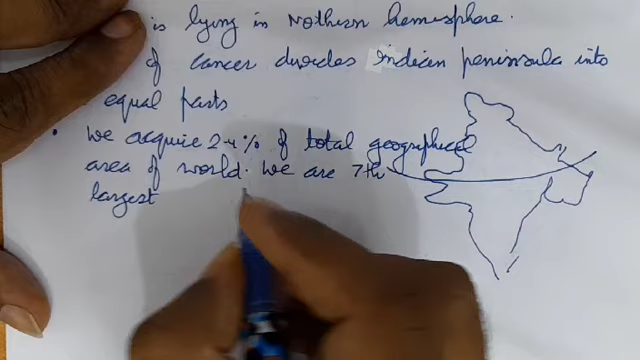 is lying in Nothern hemisphere.
of cancer divides Indian peninsula into
equal parts
• We acquire 2.4% of total geographical
area of world. We are 7th
largest